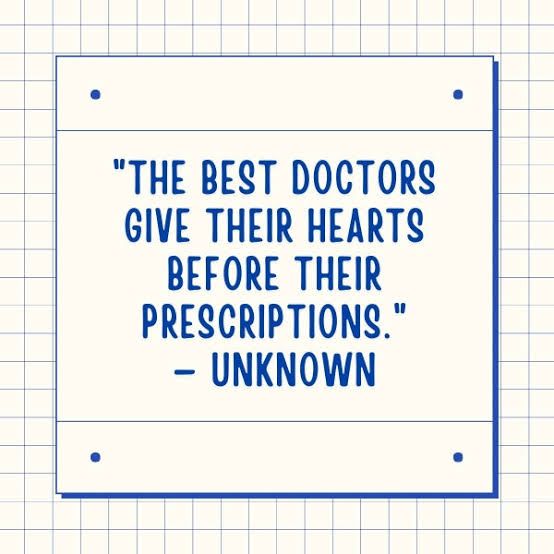 "THE BEST DOCTORS
GIVE THEIR HEARTS
BEFORE THEIR
PRESCRIPTIONS."
– UNKNOWN